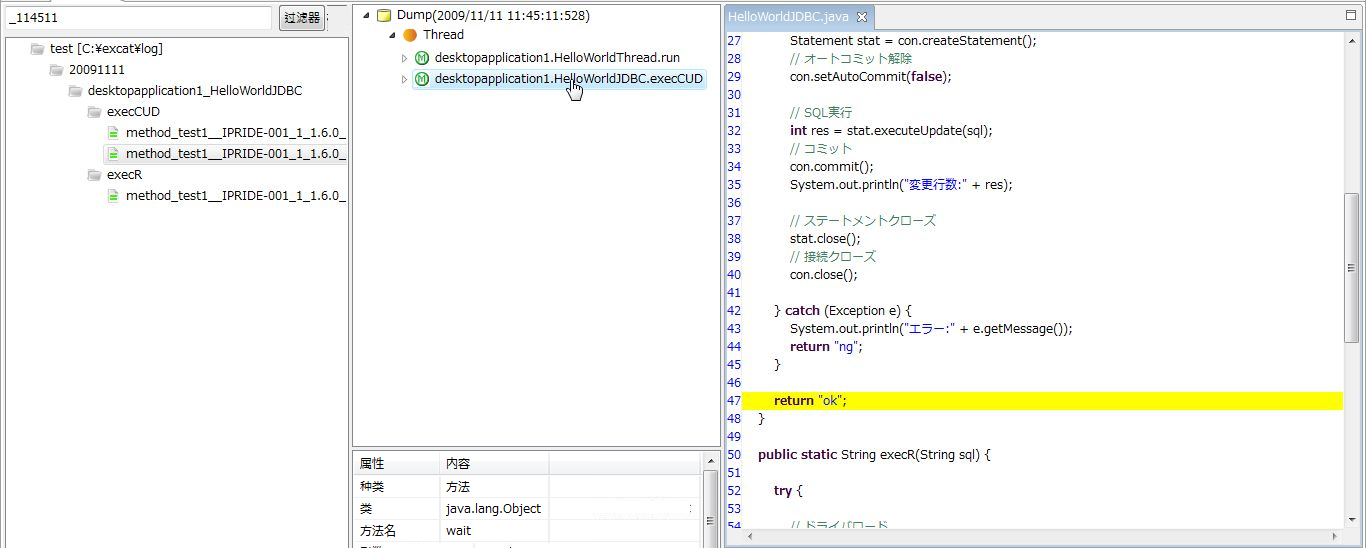 _114511
过滤器
test [C:¥excat¥log]
20091111
desktopapplication1_HelloWorldJDBC
execCUD
method_test1__IPRIDE-001_1_1.6.0_
method_test1__IPRIDE-001_1_1.6.0_
execR
method_test1__IPRIDE-001_1_1.6.0_
Dump(2009/11/11 11:45:11:528)
Thread
desktopapplication1.HelloWorldThread.run
desktopapplication1.HelloWorldJDBC.execCUD
属性 内容
种类 方法
类 java.lang.Object
方法名 wait
HelloWorldJDBC.java
27 Statement stat = con.createStatement();
28 // オートコミット解除
29 con.setAutoCommit(false);
30
31 // SQL実行
32 int res = stat.executeUpdate(sql);
33 // コミット
34 con.commit();
35 System.out.println("変更行数:" + res);
36
37 // ステートメントクローズ
38 stat.close();
39 // 接続クローズ
40 con.close();
41
42 } catch (Exception e) {
43 System.out.println("エラー:" + e.getMessage());
44 return "ng";
45 }
46
47 return "ok";
48 }
49
50 public static String execR(String sql) {
51
52 try {
53
54 // ドライバロード